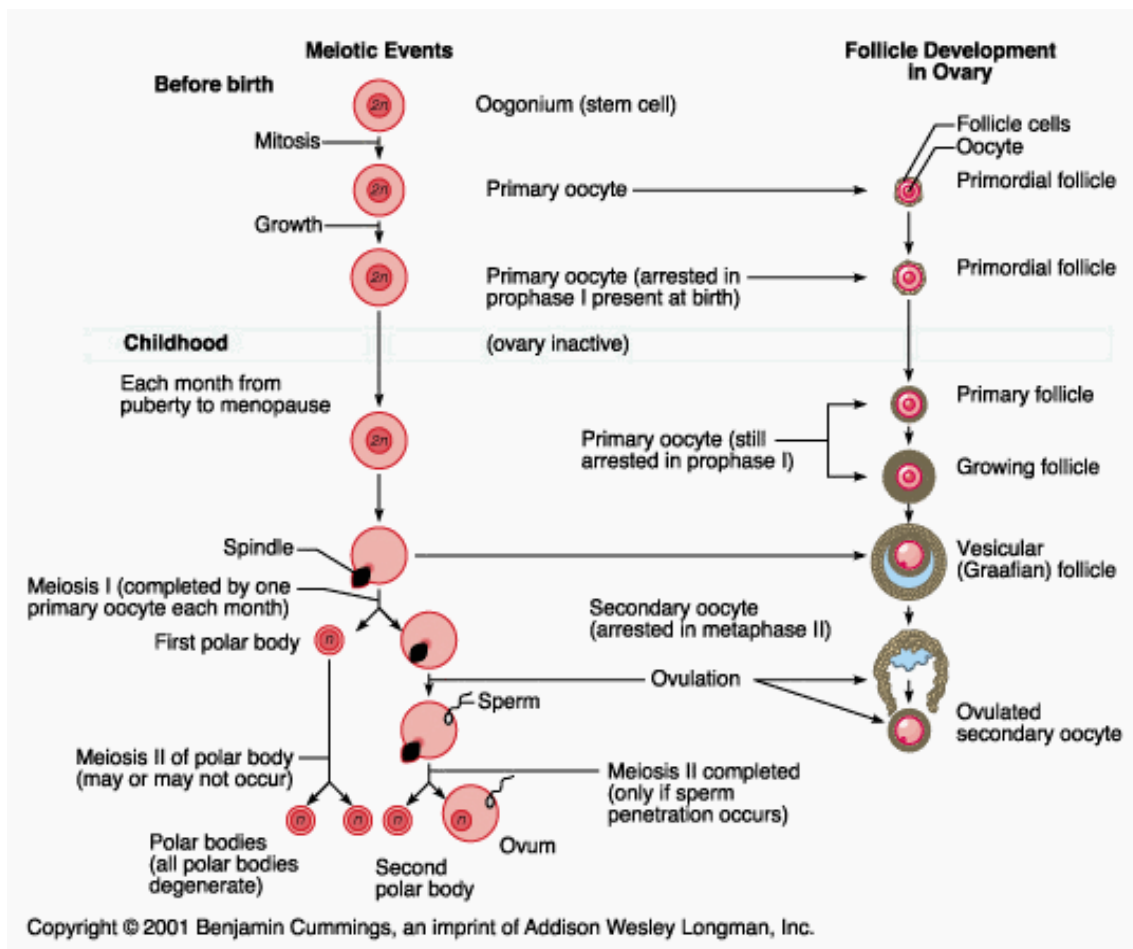 Meiotic Events
Follicle Development
in Ovary
Before birth
2n
Oogonium (stem cell)
Follicle cells
Oocyte
Mitosis
2n
Primary oocyte
Primordial follicle
Growth
2n
Primary oocyte (arrested in
prophase I present at birth)
Primordial follicle
Childhood
(ovary inactive)
Each month from
puberty to menopause
Primary follicle
2n
Primary oocyte (still
arrested in prophase I)
Growing follicle
Spindle
Vesicular
(Graafian) follicle
Meiosis I (completed by one
primary oocyte each month)
Secondary oocyte
(arrested in metaphase II)
First polar body
n
Ovulation
Sperm
Ovulated
secondary oocyte
Meiosis II of polar body
(may or may not occur)
Meiosis II completed
(only if sperm
penetration occurs)
n
n
n
n
Polar bodies
(all polar bodies
degenerate)
Second
polar body
Ovum
Copyright © 2001 Benjamin Cummings, an imprint of Addison Wesley Longman, Inc.